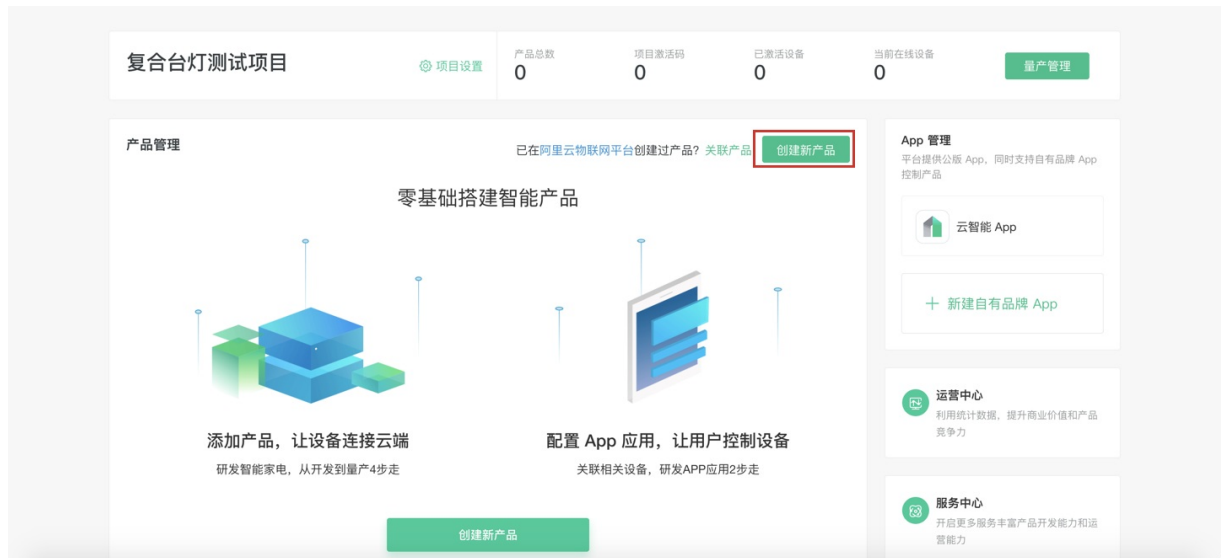 复合台灯测试项目
项目设置
产品总数
0
项目激活码
0
已激活设备
0
当前在线设备
0
量产管理
产品管理
已在阿里云物联网平台创建过产品？关联产品
创建新产品
零基础搭建智能产品
添加产品，让设备连接云端
研发智能家电，从开发到量产4步走
配置 App 应用，让用户控制设备
关联相关设备，研发APP应用2步走
创建新产品
App 管理
平台提供公版 App，同时支持自有品牌 App
控制产品
云智能 App
新建自有品牌 App
运营中心
利用统计数据，提升商业价值和产品
竞争力
服务中心
开启更多服务丰富产品开发能力和运
营能力